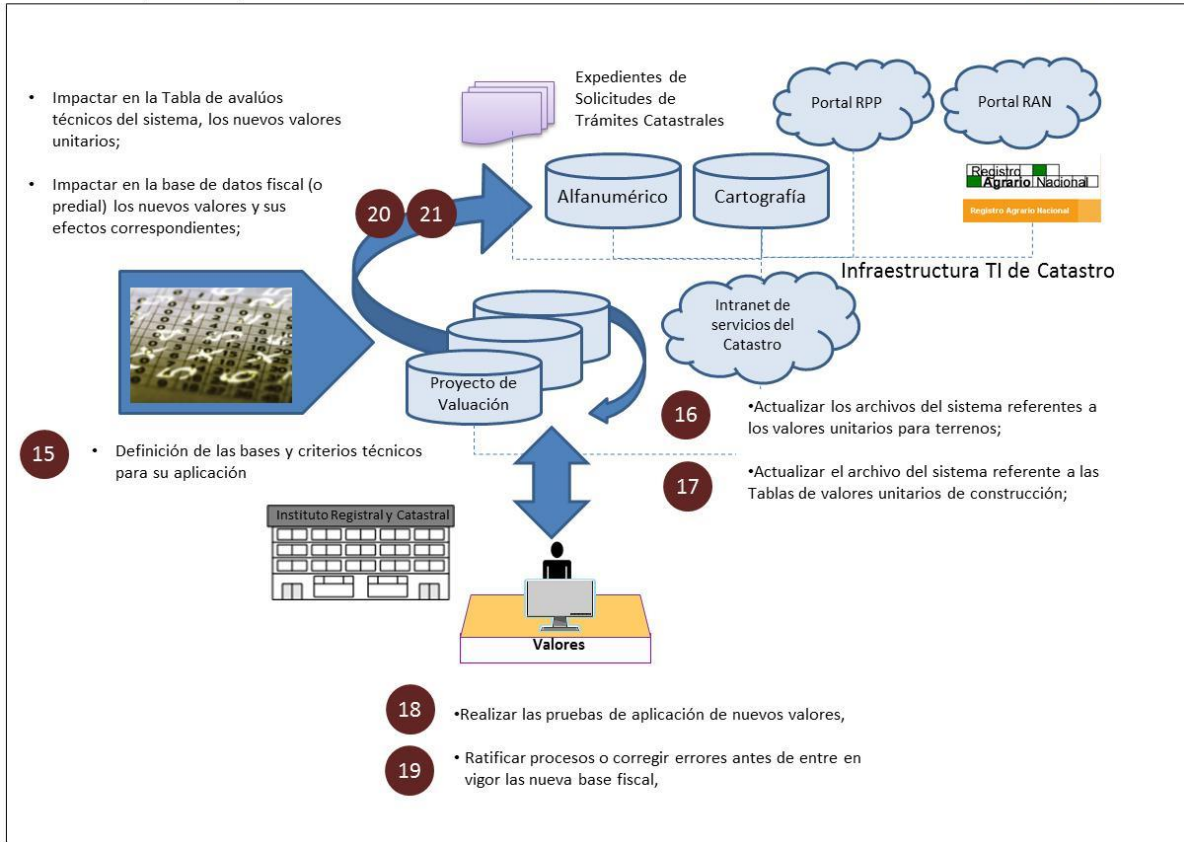 • Impactar en la Tabla de avalúos
técnicos del sistema, los nuevos valores
unitarios;
• Impactar en la base de datos fiscal (o
predial) los nuevos valores y sus
efectos correspondientes;
Expedientes de
Solicitudes de
Trámites Catastrales
Portal RPP
Portal RAN
Alfanumérico
Cartografía
Registro
Agrario Nacional
Registro Agrario Nacional
20
21
Infraestructura TI de Catastro
Intranet de
servicios del
Catastro
Proyecto de
Valuación
15
• Definición de las bases y criterios técnicos
para su aplicación
16
•Actualizar los archivos del sistema referentes a
los valores unitarios para terrenos;
17
•Actualizar el archivo del sistema referente a las
Tablas de valores unitarios de construcción;
Instituto Registral y Catastral
Valores
18
•Realizar las pruebas de aplicación de nuevos valores,
19
• Ratificar procesos o corregir errores antes de entre en
vigor las nueva base fiscal,